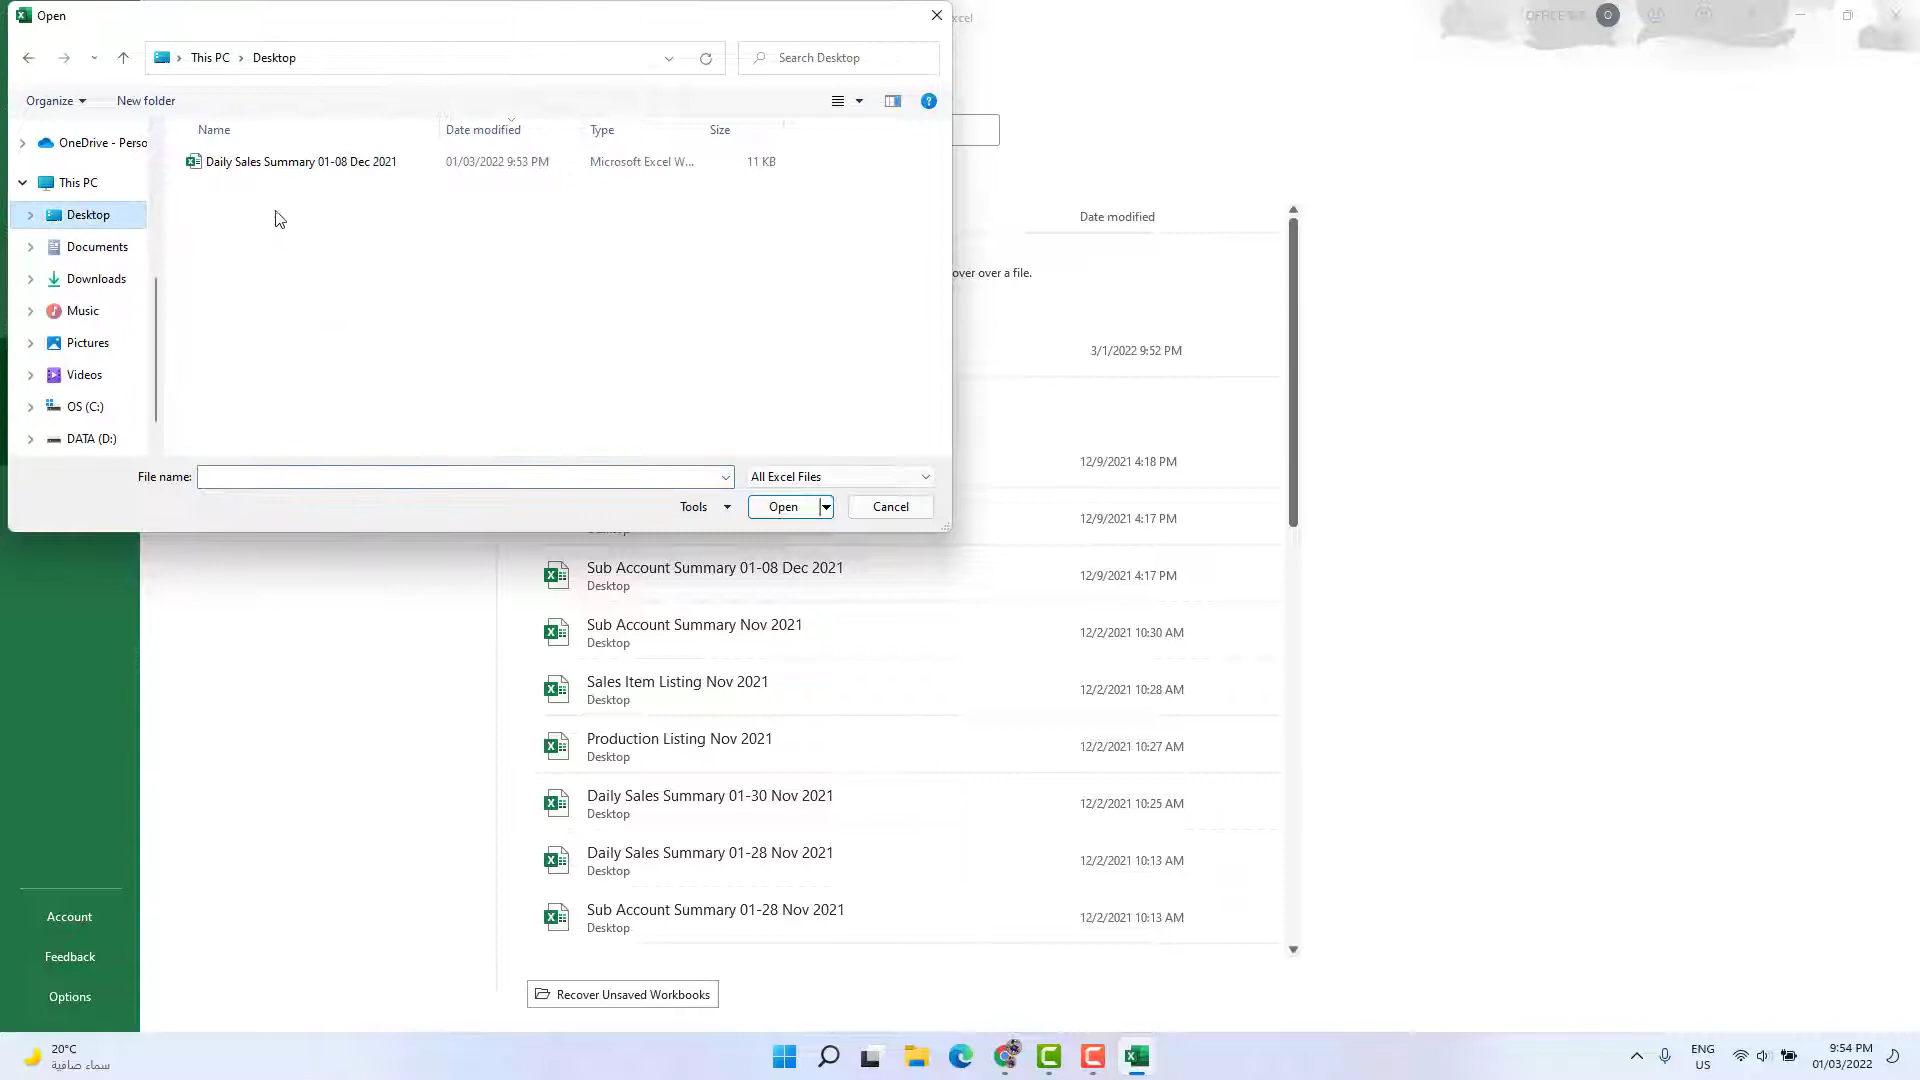 Open
xcel
OFFICE
O
This PC > Desktop
Search Desktop
Organize
New folder
?
Name
Date modified
Type
Size
OneDrive - Perso
Daily Sales Summary 01-08 Dec 2021
01/03/2022 9:53 PM
Microsoft Excel W...
11 KB
This PC
Desktop
Documents
Downloads
Music
Pictures
Videos
OS (C:)
DATA (D:)
File name:
All Excel Files
Tools
Open
Cancel
Date modified
over over a file.
3/1/2022 9:52 PM
12/9/2021 4:18 PM
12/9/2021 4:17 PM
Sub Account Summary 01-08 Dec 2021
Desktop
12/9/2021 4:17 PM
Sub Account Summary Nov 2021
Desktop
12/2/2021 10:30 AM
Sales Item Listing Nov 2021
Desktop
12/2/2021 10:28 AM
Production Listing Nov 2021
Desktop
12/2/2021 10:27 AM
Daily Sales Summary 01-30 Nov 2021
Desktop
12/2/2021 10:25 AM
Daily Sales Summary 01-28 Nov 2021
Desktop
12/2/2021 10:13 AM
Sub Account Summary 01-28 Nov 2021
Desktop
12/2/2021 10:13 AM
Recover Unsaved Workbooks
Account
Feedback
Options
20°C
سماء صافية
ENG
US
9:54 PM
01/03/2022